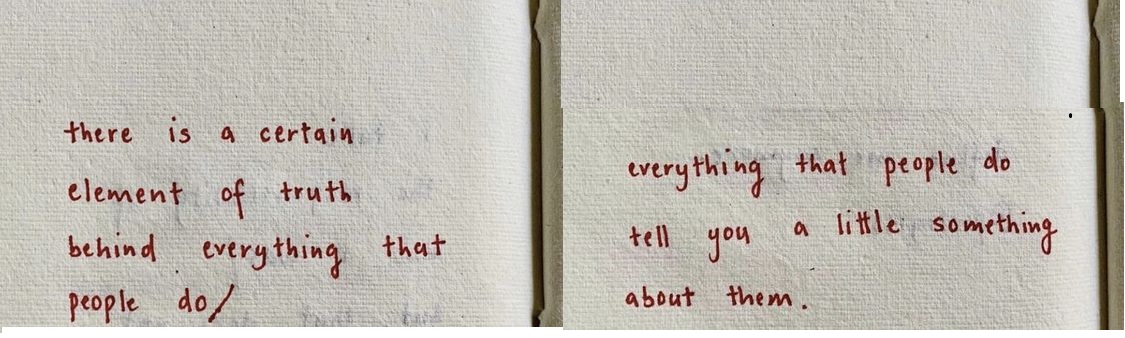 there is a certain
element of truth
behind everything that
people do/
everything that people do
tell you a little something
about them.